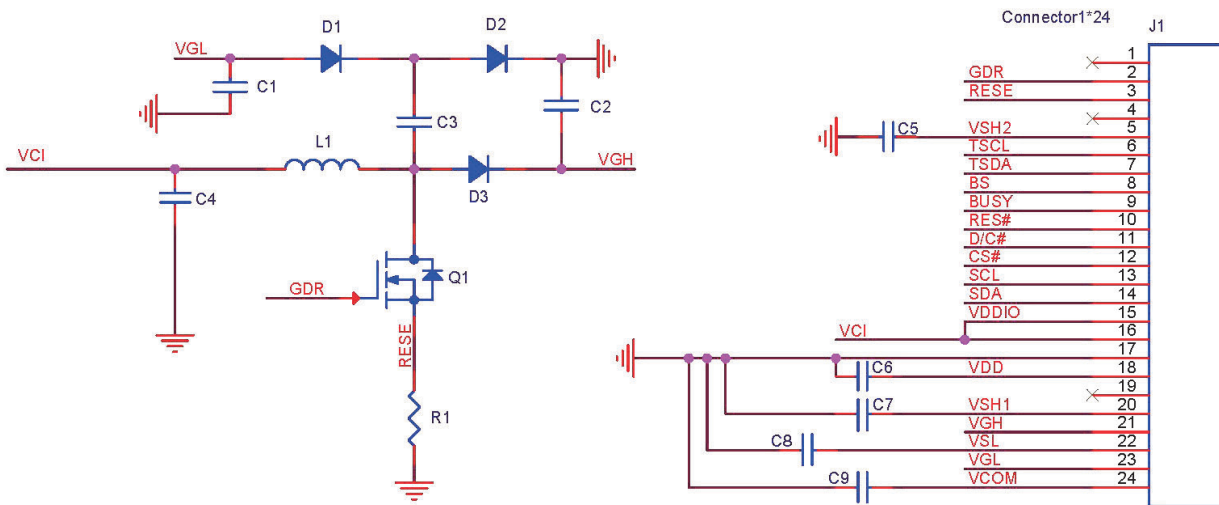 Connector1*24
J1
D1
D2
VGL
C1
C2
C3
VCI
L1
D3
VGH
C4
GDR
Q1
RESE
R1
1
GDR 2
RESE 3
4
C5 VSH2 5
TSCL 6
TSDA 7
BS 8
BUSY 9
RES# 10
D/C# 11
CS# 12
SCL 13
SDA 14
VDDIO 15
VCI 16
17
C6 VDD 18
19
C7 VSH1 20
VGH 21
C8 VSL 22
VGL 23
C9 VCOM 24